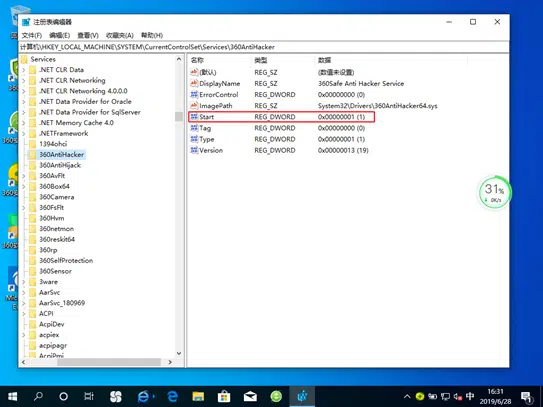 注册表编辑器
文件(F) 编辑(E) 查看(V) 收藏夹(A) 帮助(H)
计算机\HKEY_LOCAL_MACHINE\SYSTEM\CurrentControlSet\Services\360AntiHacker
Services
.NET CLR Data
.NET CLR Networking
.NET CLR Networking 4.0.0.0
.NET Data Provider for Oracle
.NET Data Provider for SqlServer
.NET Memory Cache 4.0
.NETFramework
1394ohci
360AntiHacker
360AntiHijack
360AvFlt
360Box64
360Camera
360FsFlt
360Hvm
360netmon
360reskit64
360rp
360SelfProtection
360Sensor
3ware
AarSvc
AarSvc_180969
ACPI
AcpiDev
acpiex
acpipagr
AcpiPmi
名称 类型 数据
(默认) REG_SZ (数值未设置)
DisplayName REG_SZ 360Safe Anti Hacker Service
ErrorControl REG_DWORD 0x00000000 (0)
ImagePath REG_SZ System32\Drivers\360AntiHacker64.sys
Start REG_DWORD 0x00000001 (1)
Tag REG_DWORD 0x00000000 (0)
Type REG_DWORD 0x00000001 (1)
Version REG_DWORD 0x00000013 (19)
31%
0K/s
中
16:31
2019/6/28